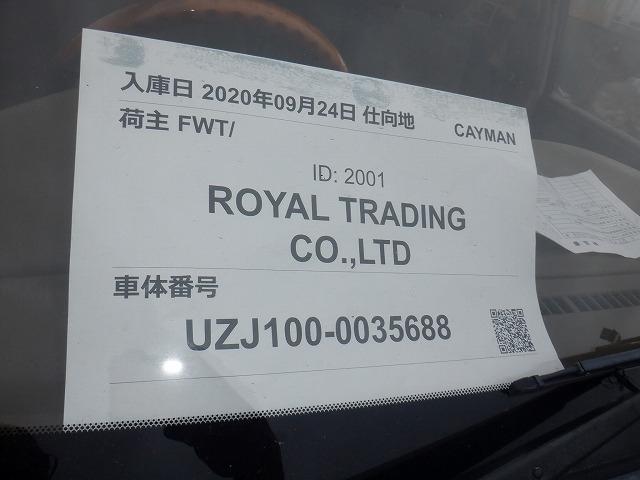 入庫日 2020年09月24日 仕向地 CAYMAN
荷主 FWT/
ID: 2001
ROYAL TRADING
CO.,LTD
車体番号
UZJ100-0035688